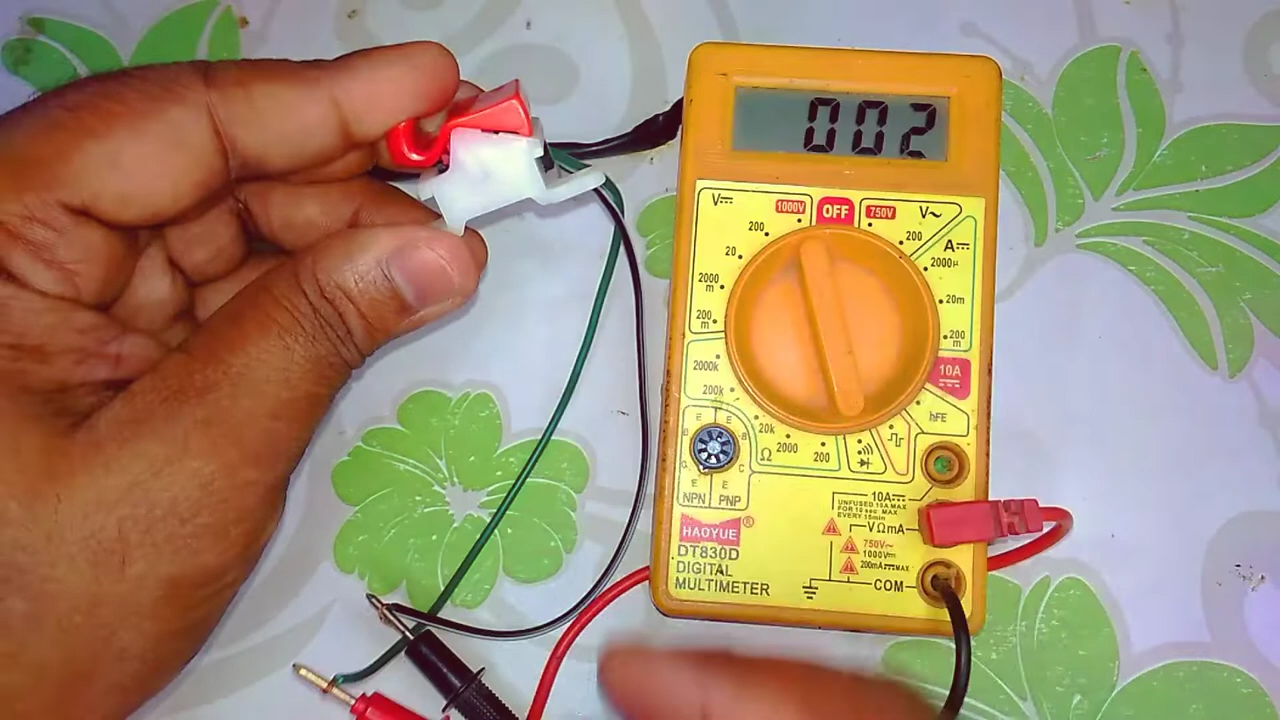 002
V⎓ 1000V OFF 750V V~
200 200
A⎓
20 2000µ
2000
m 20m
200
m 200
m
2000k 10A
200k hFE
20k
Ω 2000 200
E E
B B
C C
E E
NPN PNP
10A⎓
UNFUSED 10A MAX
FOR 10 sec MAX
EVERY 15min
VΩmA
HAOYUE®
750V~
1000V⎓
DT830D
DIGITAL
MULTIMETER
200mA⎓MAX
COM